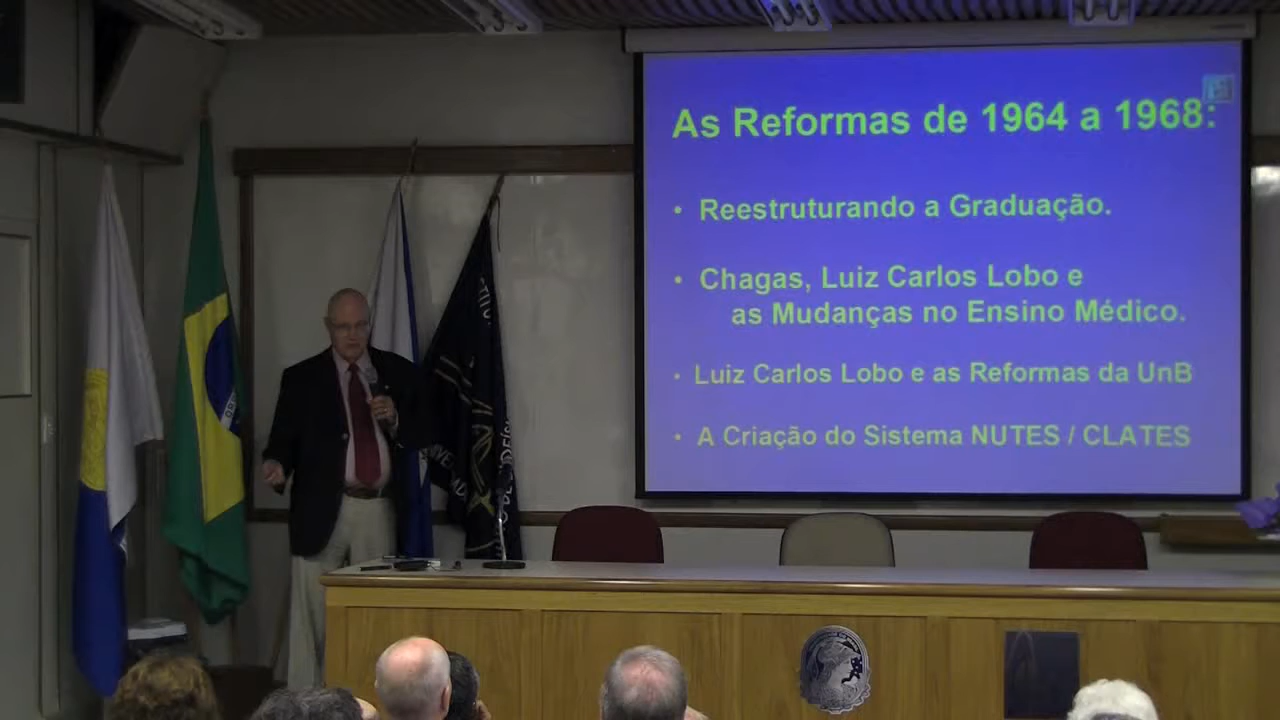 As Reformas de 1964 a 1968:
• Reestruturando a Graduação.
• Chagas, Luiz Carlos Lobo e
as Mudanças no Ensino Médico.
• Luiz Carlos Lobo e as Reformas da UnB
• A Criação do Sistema NUTES / CLATES